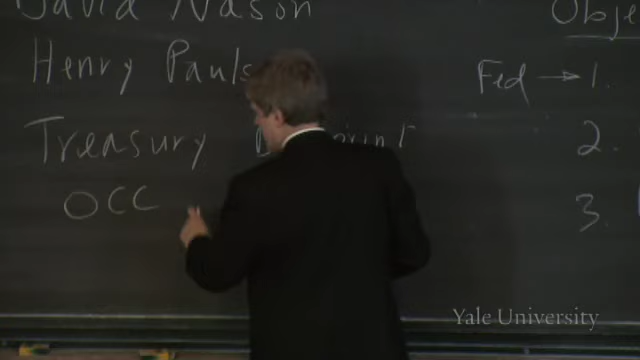 David Nason
Henry Pauls
Treasury
OCC
Obje
Fed → 1.
2.
3.
Yale University